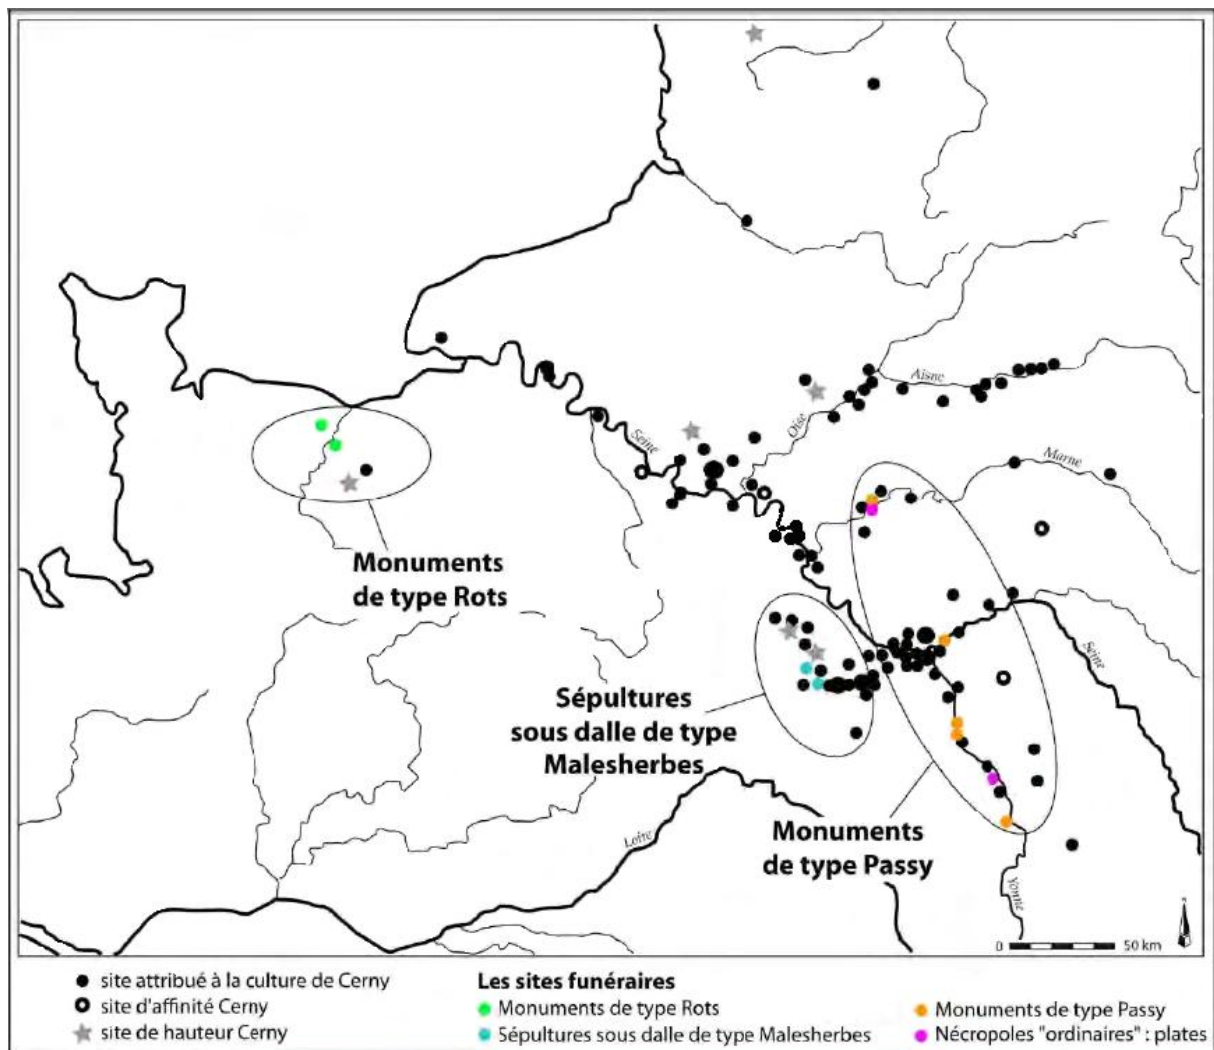 Aisne
Oise
Seine
Marne
Monuments
de type Rots
Seine
Sépultures
sous dalle de type
Malesherbes
Monuments
de type Passy
Loire
Yonne
N
0 50 km
site attribué à la culture de Cerny
site d'affinité Cerny
site de hauteur Cerny
Les sites funéraires
Monuments de type Rots
Sépultures sous dalle de type Malesherbes
Monuments de type Passy
Nécropoles "ordinaires" : plates